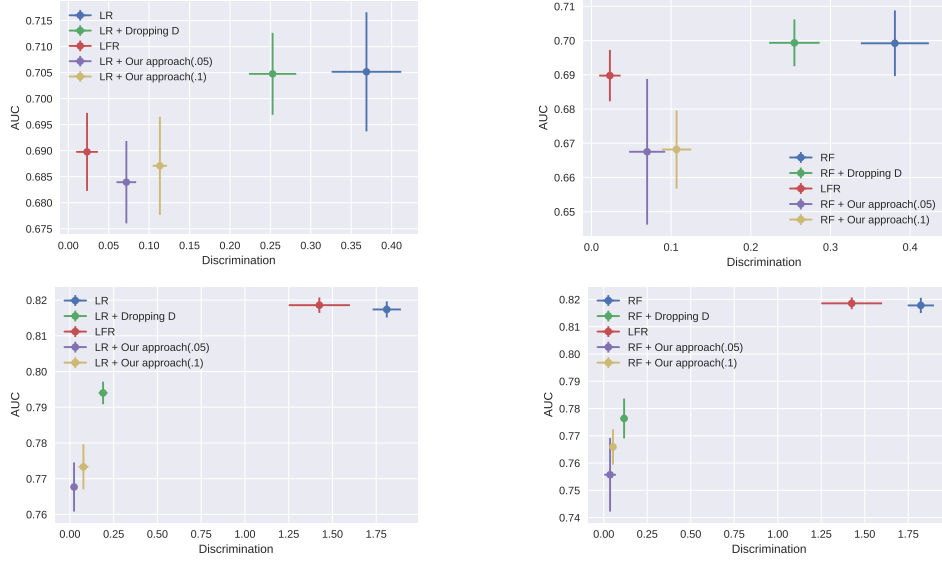 LR
LR + Dropping D
LFR
LR + Our approach(.05)
LR + Our approach(.1)
0.715
0.710
0.705
0.700
0.695
0.690
0.685
0.680
0.675
AUC
0.00 0.05 0.10 0.15 0.20 0.25 0.30 0.35 0.40
Discrimination
0.71
0.70
0.69
0.68
0.67
0.66
0.65
AUC
RF
RF + Dropping D
LFR
RF + Our approach(.05)
RF + Our approach(.1)
0.0 0.1 0.2 0.3 0.4
Discrimination
LR
LR + Dropping D
LFR
LR + Our approach(.05)
LR + Our approach(.1)
0.82
0.81
0.80
0.79
0.78
0.77
0.76
AUC
0.00 0.25 0.50 0.75 1.00 1.25 1.50 1.75
Discrimination
RF
RF + Dropping D
LFR
RF + Our approach(.05)
RF + Our approach(.1)
0.82
0.81
0.80
0.79
0.78
0.77
0.76
0.75
0.74
AUC
0.00 0.25 0.50 0.75 1.00 1.25 1.50 1.75
Discrimination